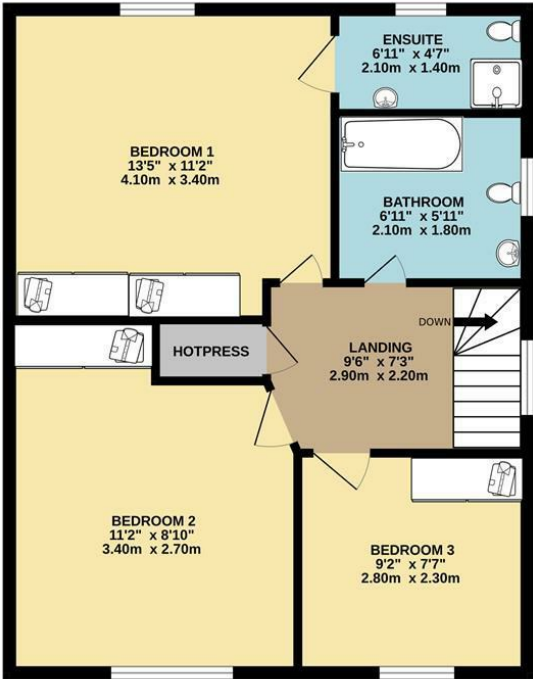 ENSUITE
6'11" x 4'7"
2.10m x 1.40m
BEDROOM 1
13'5" x 11'2"
4.10m x 3.40m
BATHROOM
6'11" x 5'11"
2.10m x 1.80m
DOWN
HOTPRESS
LANDING
9'6" x 7'3"
2.90m x 2.20m
BEDROOM 2
11'2" x 8'10"
3.40m x 2.70m
BEDROOM 3
9'2" x 7'7"
2.80m x 2.30m